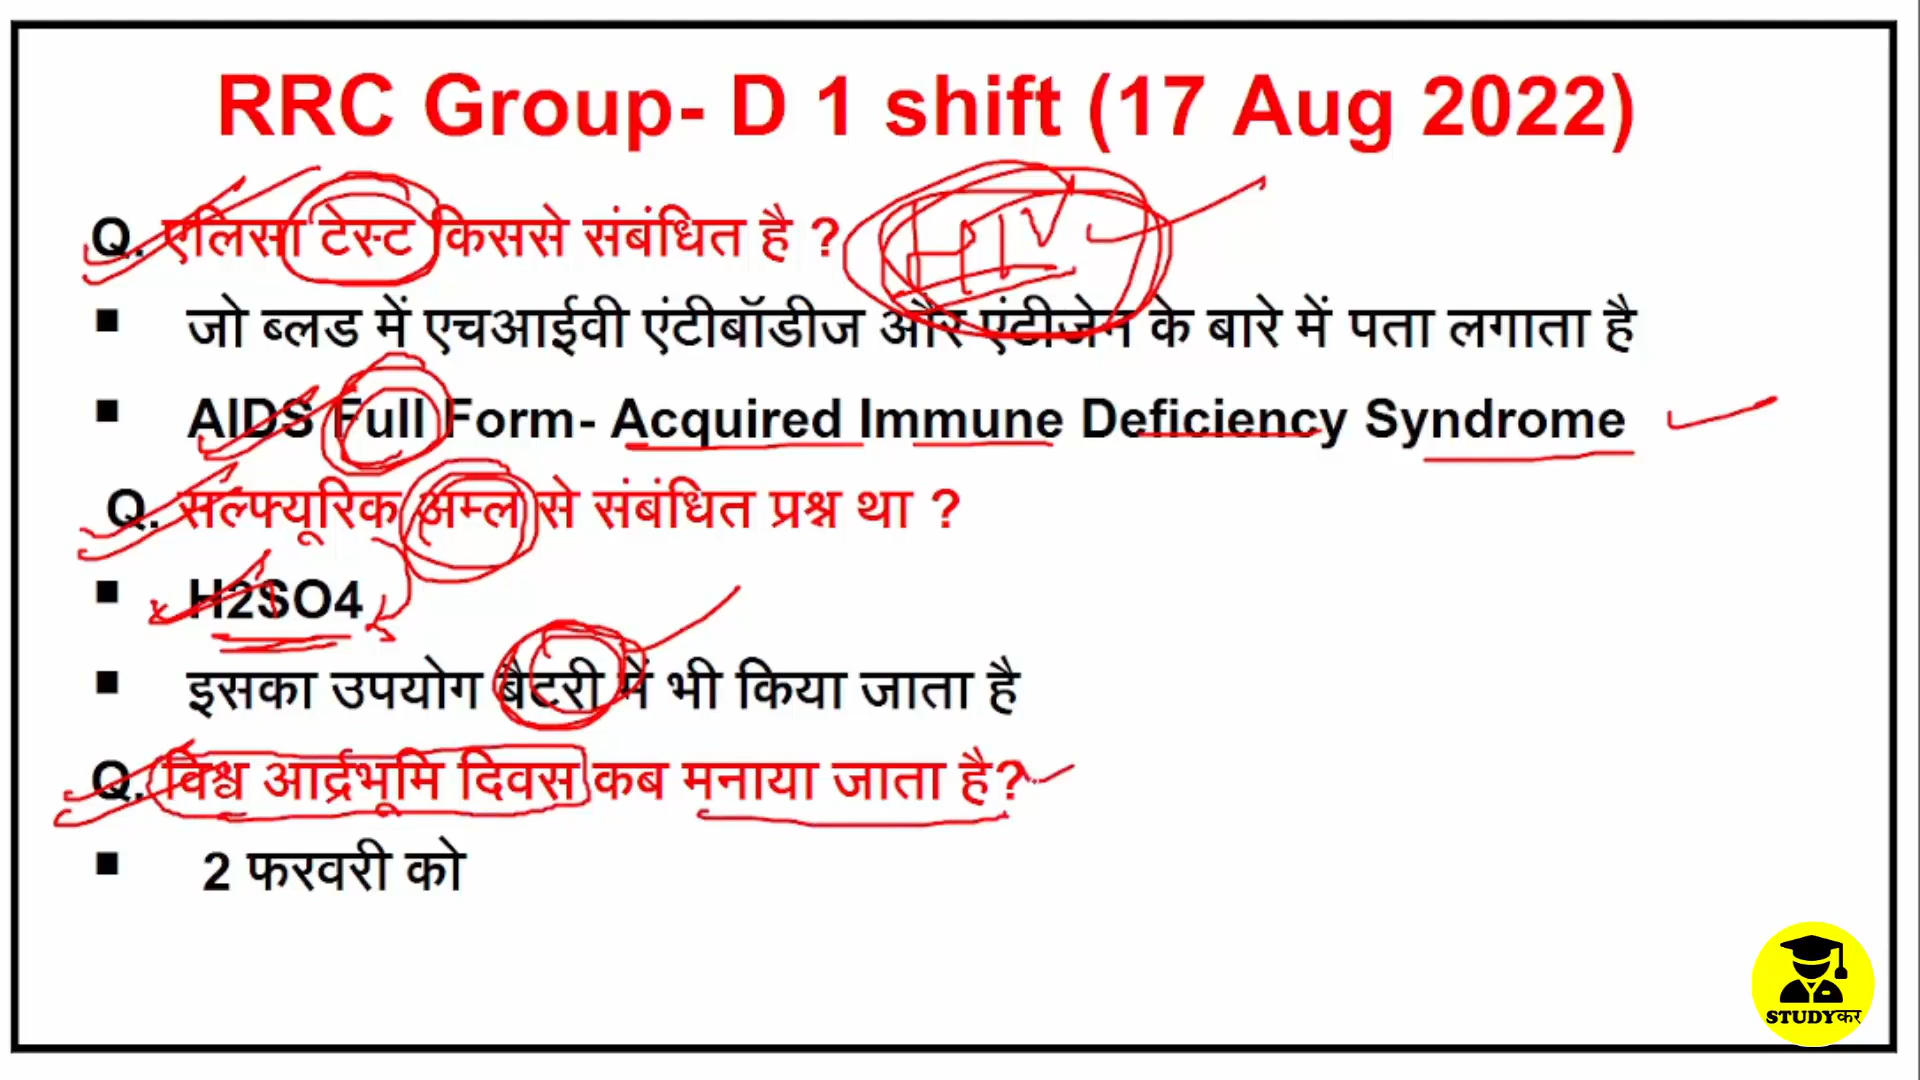 RRC Group- D 1 shift (17 Aug 2022)
Q. एलिसा टेस्ट किससे संबंधित है ? HIV
▪ जो ब्लड में एचआईवी एंटीबॉडीज और एंटीजेन के बारे में पता लगाता है
▪ AIDS Full Form- Acquired Immune Deficiency Syndrome
Q. सल्फ्यूरिक अम्ल से संबंधित प्रश्न था ?
▪ H2SO4
▪ इसका उपयोग बैटरी में भी किया जाता है
Q. विश्व आर्द्रभूमि दिवस कब मनाया जाता है?
▪ 2 फरवरी को
STUDYकर